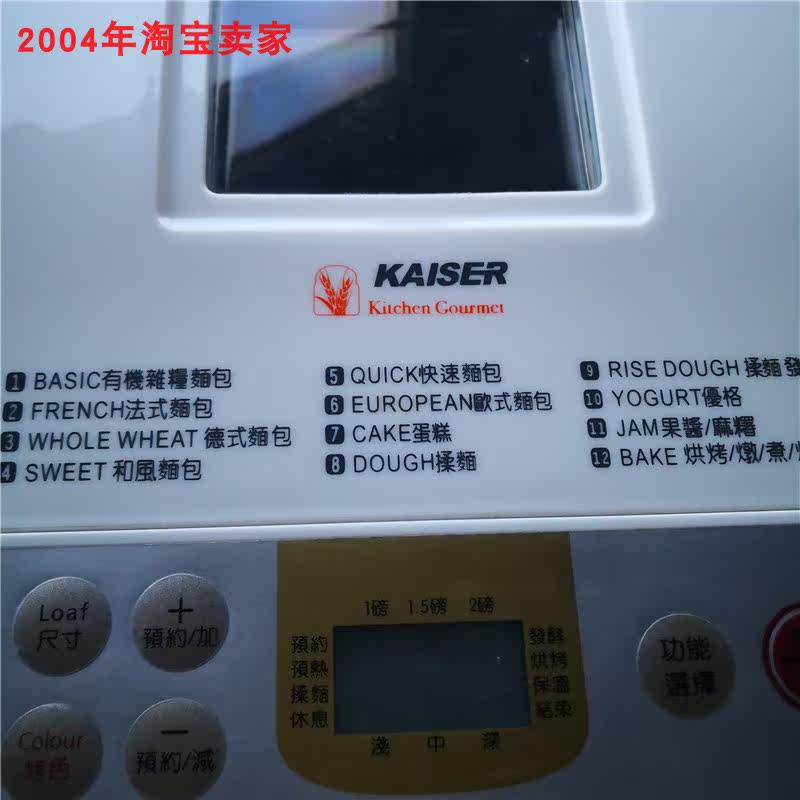 2004年淘宝卖家
KAISER
Kitchen Gourmet
1 BASIC有機雜糧麵包
2 FRENCH法式麵包
3 WHOLE WHEAT 德式麵包
4 SWEET 和風麵包
5 QUICK快速麵包
6 EUROPEAN歐式麵包
7 CAKE蛋糕
8 DOUGH揉麵
9 RISE DOUGH 揉麵發
10 YOGURT優格
11 JAM果醬/麻糬
12 BAKE 烘烤/燉/煮/
Loaf
尺寸
+
預約/加
Colour
烤色
−
預約/減
1磅 1.5磅 2磅
預約
預熱
揉麵
休息
發酵
烘烤
保溫
結束
淺 中 深
功能
選擇